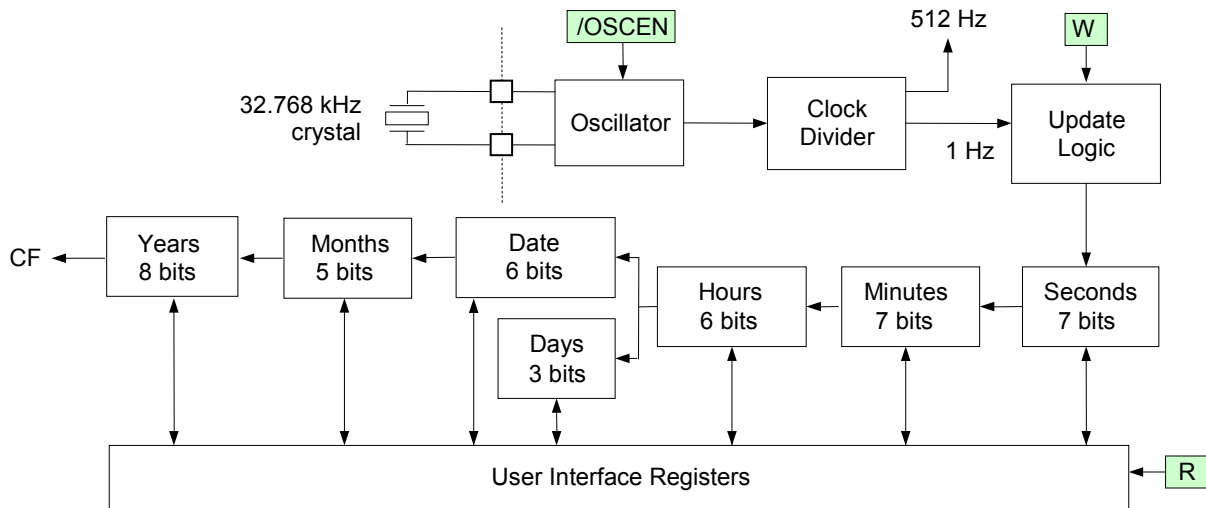 /OSCEN
512 Hz
W
32.768 kHz
crystal
Oscillator
Clock
Divider
1 Hz
Update
Logic
CF
Years
8 bits
Months
5 bits
Date
6 bits
Days
3 bits
Hours
6 bits
Minutes
7 bits
Seconds
7 bits
User Interface Registers
R